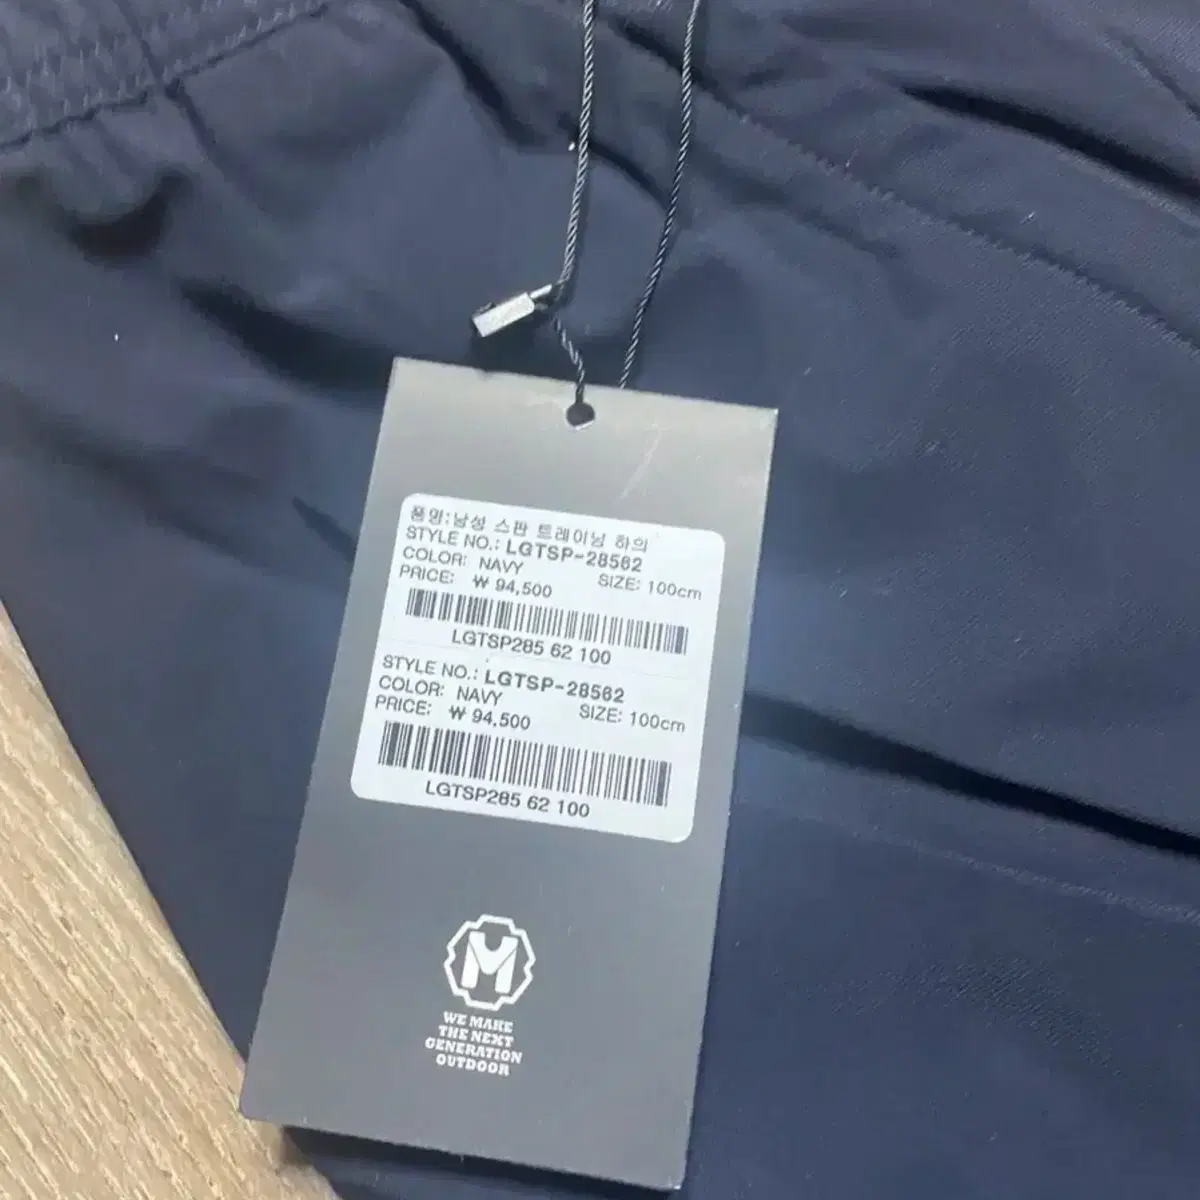 품명:남성 스판 트레이닝 하의
STYLE NO.: LGTSP-28562
COLOR: NAVY SIZE: 100cm
PRICE: ₩ 94,500
LGTSP285 62 100
STYLE NO.: LGTSP-28562
COLOR: NAVY SIZE: 100cm
PRICE: ₩ 94,500
LGTSP285 62 100
M
WE MAKE
THE NEXT
GENERATION
OUTDOOR